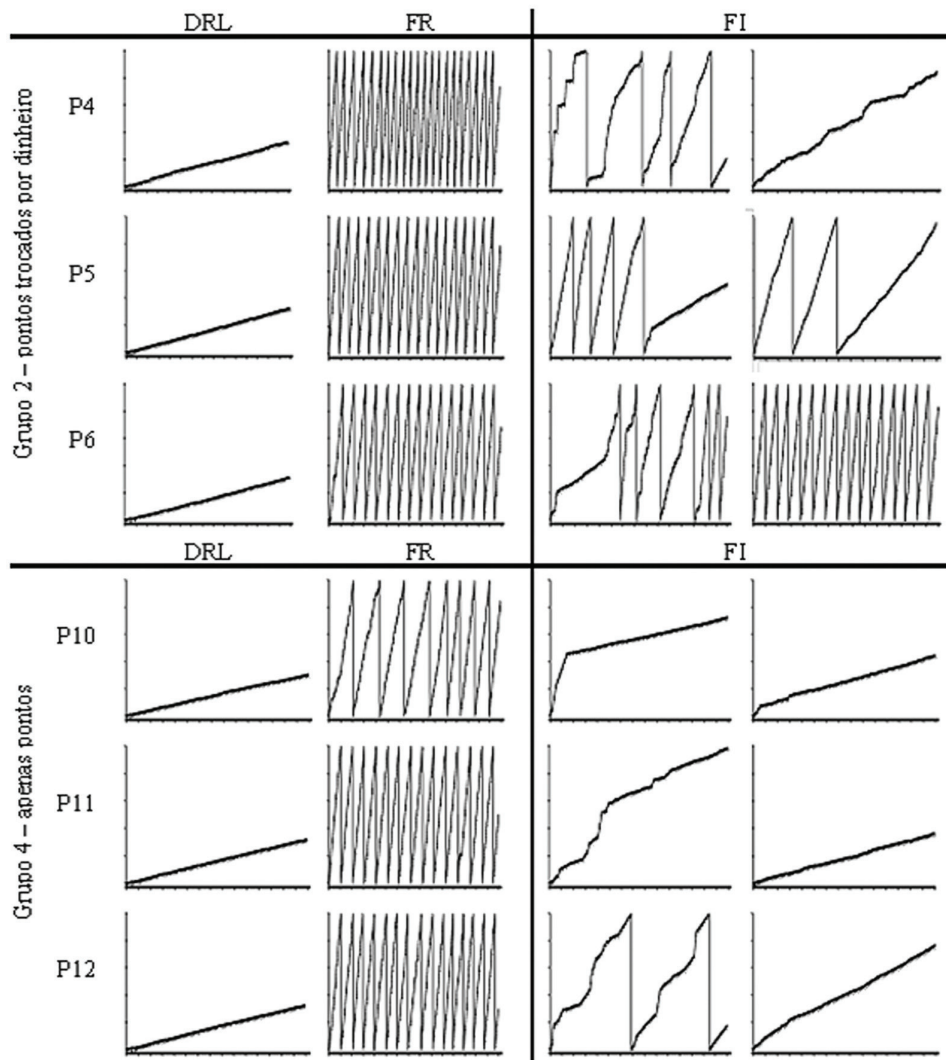 DRL FR FI
Grupo 2 – pontos trocados por dinheiro
P4
P5
P6
DRL FR FI
Grupo 4 – apenas pontos
P10
P11
P12